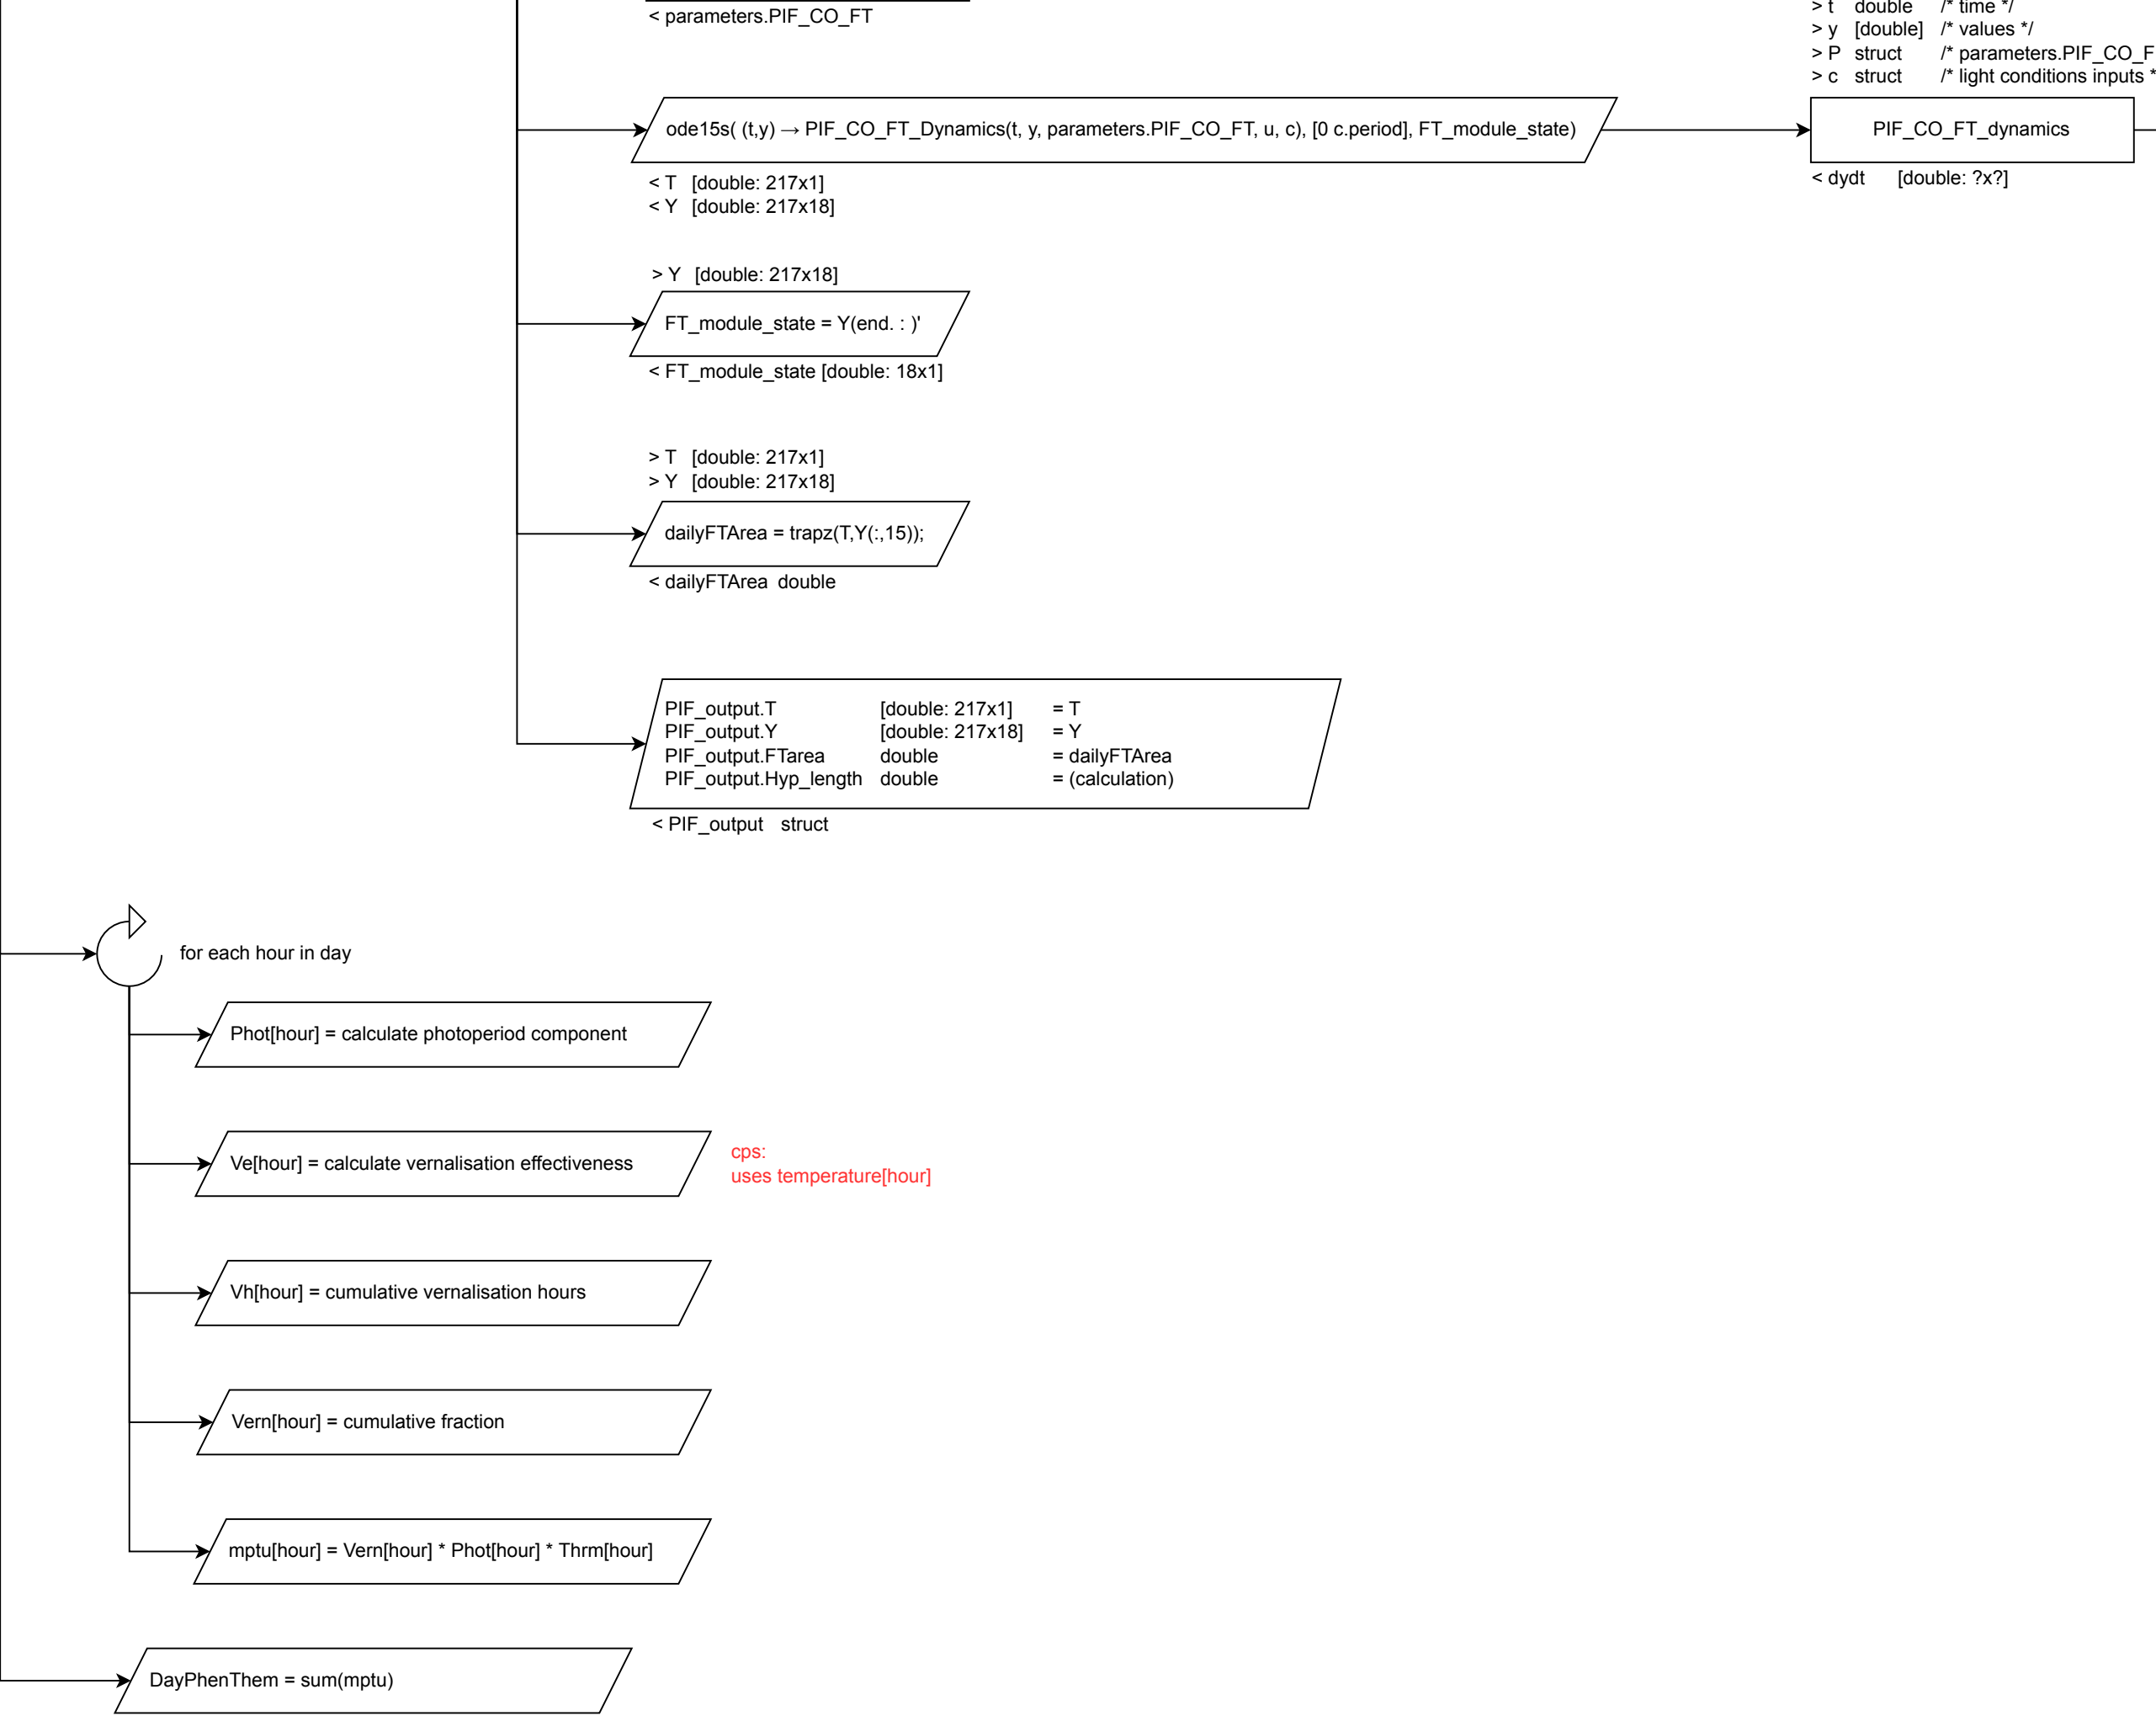 < parameters.PIF_CO_FT
> t double /* time */
> y [double] /* values */
> P struct /* parameters.PIF_CO_F
> c struct /* light conditions inputs *
ode15s( (t,y) → PIF_CO_FT_Dynamics(t, y, parameters.PIF_CO_FT, u, c), [0 c.period], FT_module_state)
PIF_CO_FT_dynamics
< T [double: 217x1]
< Y [double: 217x18]
< dydt [double: ?x?]
> Y [double: 217x18]
FT_module_state = Y(end. : )'
< FT_module_state [double: 18x1]
> T [double: 217x1]
> Y [double: 217x18]
dailyFTArea = trapz(T,Y(:,15));
< dailyFTArea double
PIF_output.T [double: 217x1] = T
PIF_output.Y [double: 217x18] = Y
PIF_output.FTarea double = dailyFTArea
PIF_output.Hyp_length double = (calculation)
< PIF_output struct
for each hour in day
Phot[hour] = calculate photoperiod component
Ve[hour] = calculate vernalisation effectiveness
cps:
uses temperature[hour]
Vh[hour] = cumulative vernalisation hours
Vern[hour] = cumulative fraction
mptu[hour] = Vern[hour] * Phot[hour] * Thrm[hour]
DayPhenThem = sum(mptu)